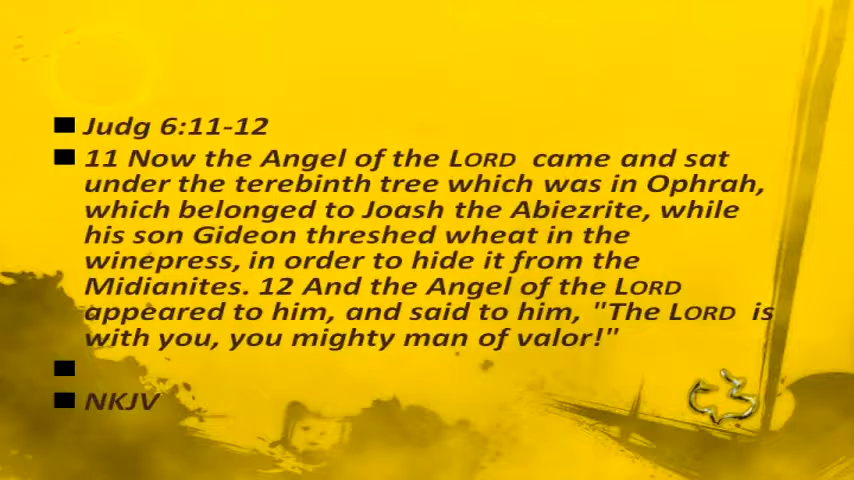 Judg 6:11-12
11 Now the Angel of the LORD came and sat
under the terebinth tree which was in Ophrah,
which belonged to Joash the Abiezrite, while
his son Gideon threshed wheat in the
winepress, in order to hide it from the
Midianites. 12 And the Angel of the LORD
appeared to him, and said to him, "The LORD is
with you, you mighty man of valor!"
NKJV